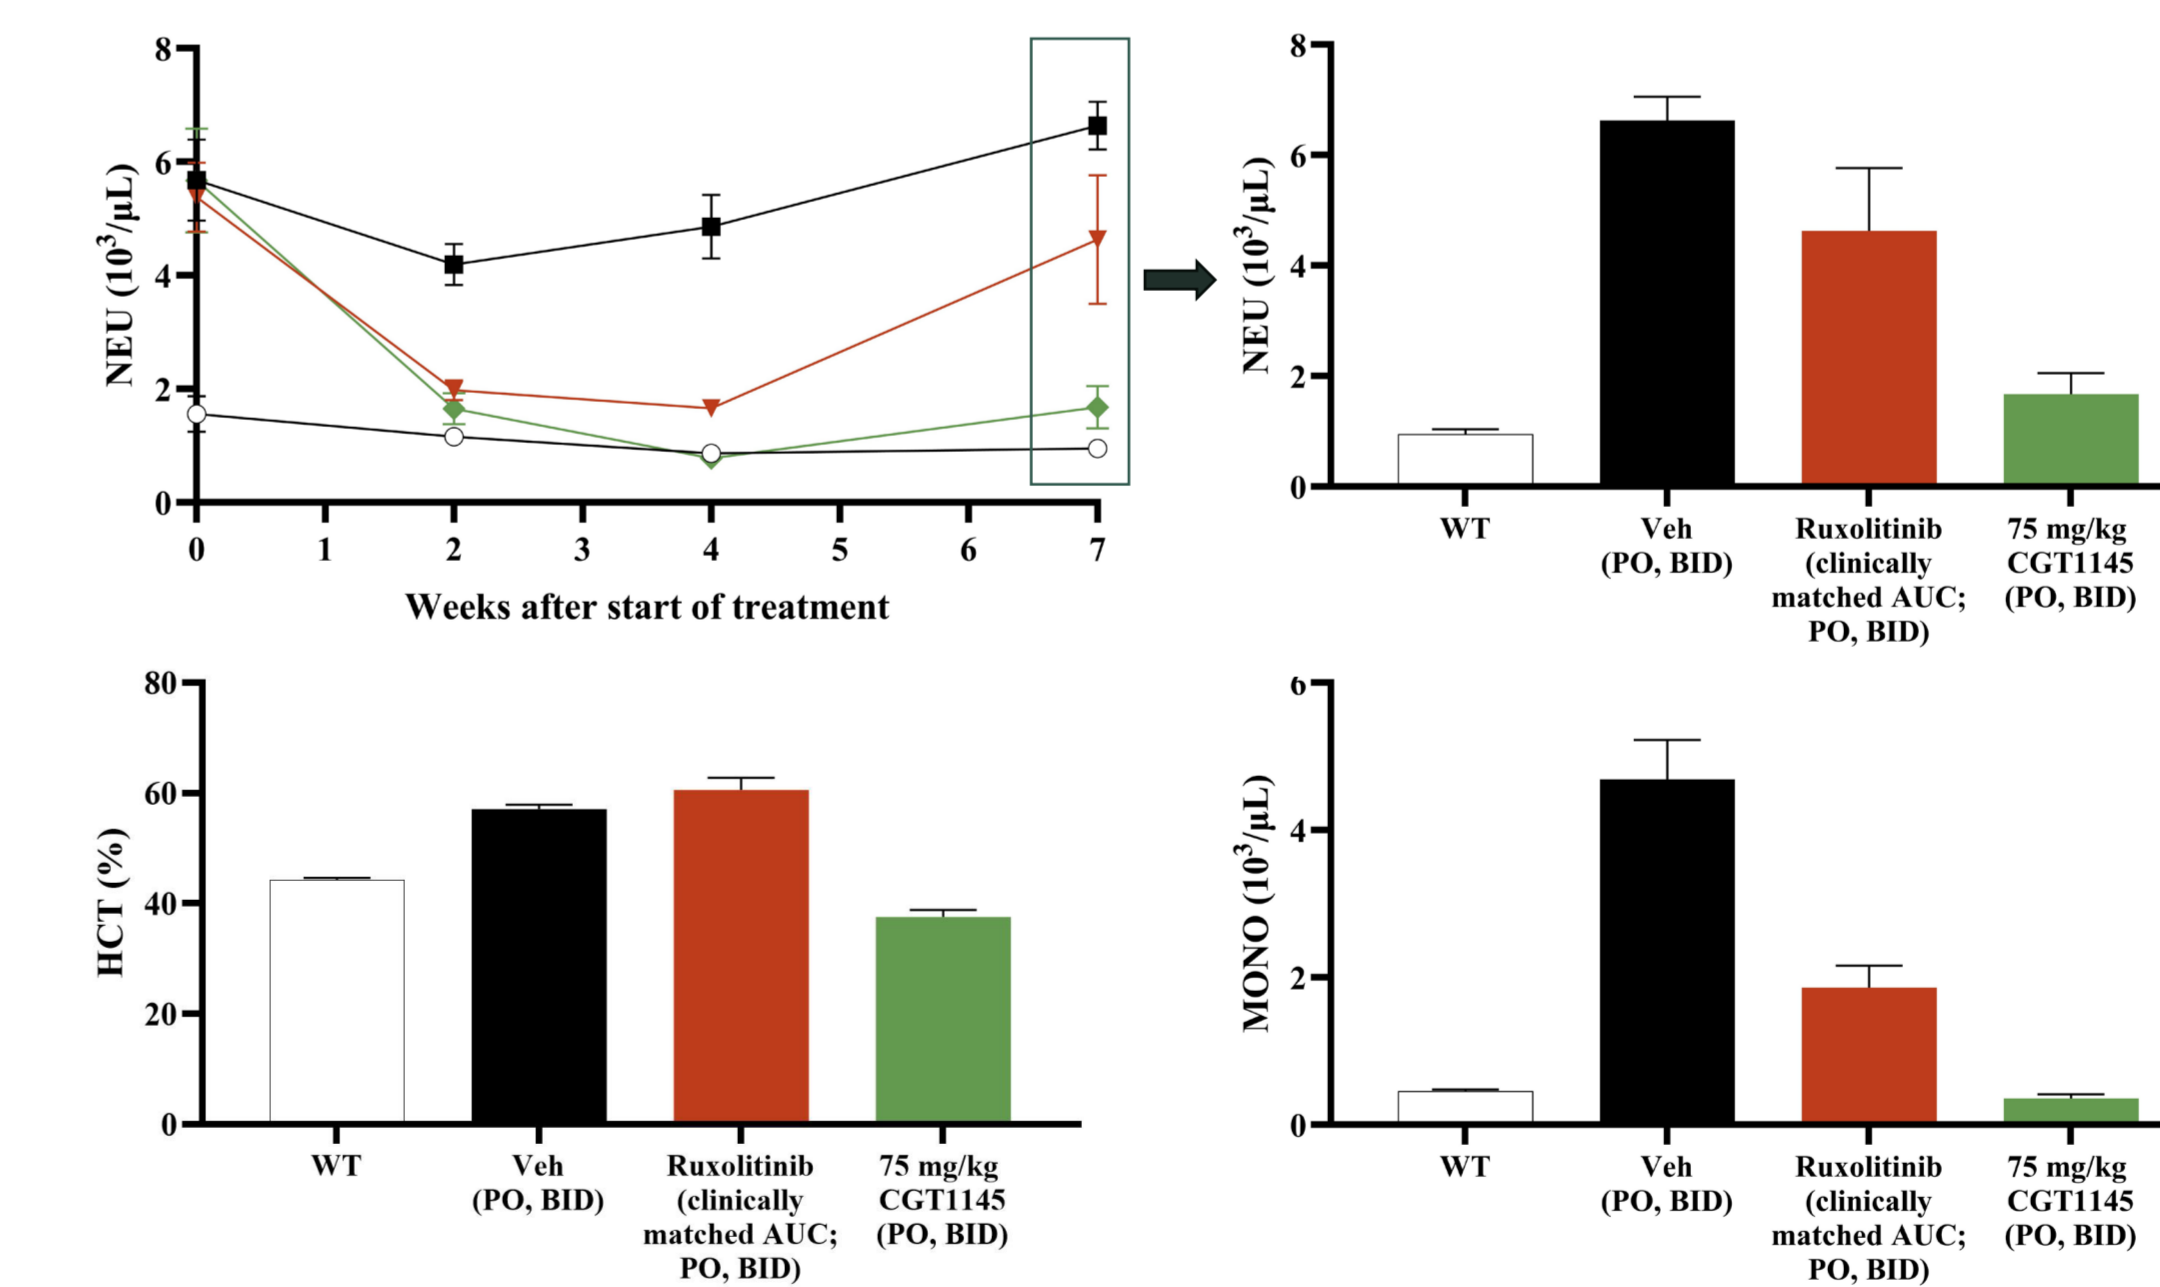 8
6
4
2
0
NEU (10³/µL)
0 1 2 3 4 5 6 7
Weeks after start of treatment
8
6
4
2
0
NEU (10³/µL)
WT
Veh
(PO, BID)
Ruxolitinib
(clinically
matched AUC;
PO, BID)
75 mg/kg
CGT1145
(PO, BID)
80
60
40
20
0
HCT (%)
WT
Veh
(PO, BID)
Ruxolitinib
(clinically
matched AUC;
PO, BID)
75 mg/kg
CGT1145
(PO, BID)
6
4
2
0
MONO (10³/µL)
WT
Veh
(PO, BID)
Ruxolitinib
(clinically
matched AUC;
PO, BID)
75 mg/kg
CGT1145
(PO, BID)